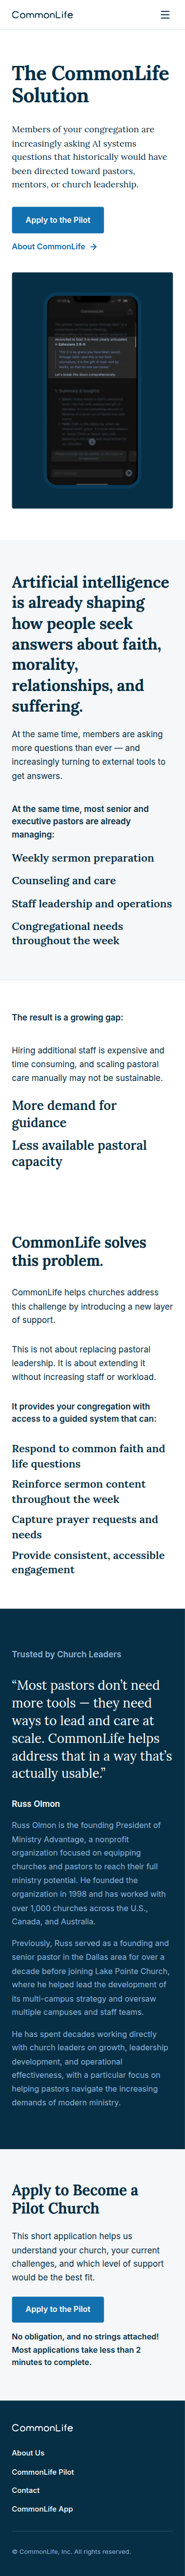 CommonLife
The CommonLife
Solution
Members of your congregation are
increasingly asking AI systems
questions that historically would have
been directed toward pastors,
mentors, or church leadership.
Apply to the Pilot
About CommonLife →
Artificial intelligence
is already shaping
how people seek
answers about faith,
morality,
relationships, and
suffering.
At the same time, members are asking
more questions than ever — and
increasingly turning to external tools to
get answers.
At the same time, most senior and
executive pastors are already
managing:
Weekly sermon preparation
Counseling and care
Staff leadership and operations
Congregational needs
throughout the week
The result is a growing gap:
Hiring additional staff is expensive and
time consuming, and scaling pastoral
care manually may not be sustainable.
More demand for
guidance
Less available pastoral
capacity
CommonLife solves
this problem.
CommonLife helps churches address
this challenge by introducing a new layer
of support.
This is not about replacing pastoral
leadership. It is about extending it
without increasing staff or workload.
It provides your congregation with
access to a guided system that can:
Respond to common faith and
life questions
Reinforce sermon content
throughout the week
Capture prayer requests and
needs
Provide consistent, accessible
engagement
Trusted by Church Leaders
“Most pastors don’t need
more tools — they need
ways to lead and care at
scale. CommonLife helps
address that in a way that’s
actually usable.”
Russ Olmon
Russ Olmon is the founding President of
Ministry Advantage, a nonprofit
organization focused on equipping
churches and pastors to reach their full
ministry potential. He founded the
organization in 1998 and has worked with
over 1,000 churches across the U.S.,
Canada, and Australia.
Previously, Russ served as a founding and
senior pastor in the Dallas area for over a
decade before joining Lake Pointe Church,
where he helped lead the development of
its multi-campus strategy and oversaw
multiple campuses and staff teams.
He has spent decades working directly
with church leaders on growth, leadership
development, and operational
effectiveness, with a particular focus on
helping pastors navigate the increasing
demands of modern ministry.
Apply to Become a
Pilot Church
This short application helps us
understand your church, your current
challenges, and which level of support
would be the best fit.
Apply to the Pilot
No obligation, and no strings attached!
Most applications take less than 2
minutes to complete.
CommonLife
About Us
CommonLife Pilot
Contact
CommonLife App
© CommonLife, Inc. All rights reserved.